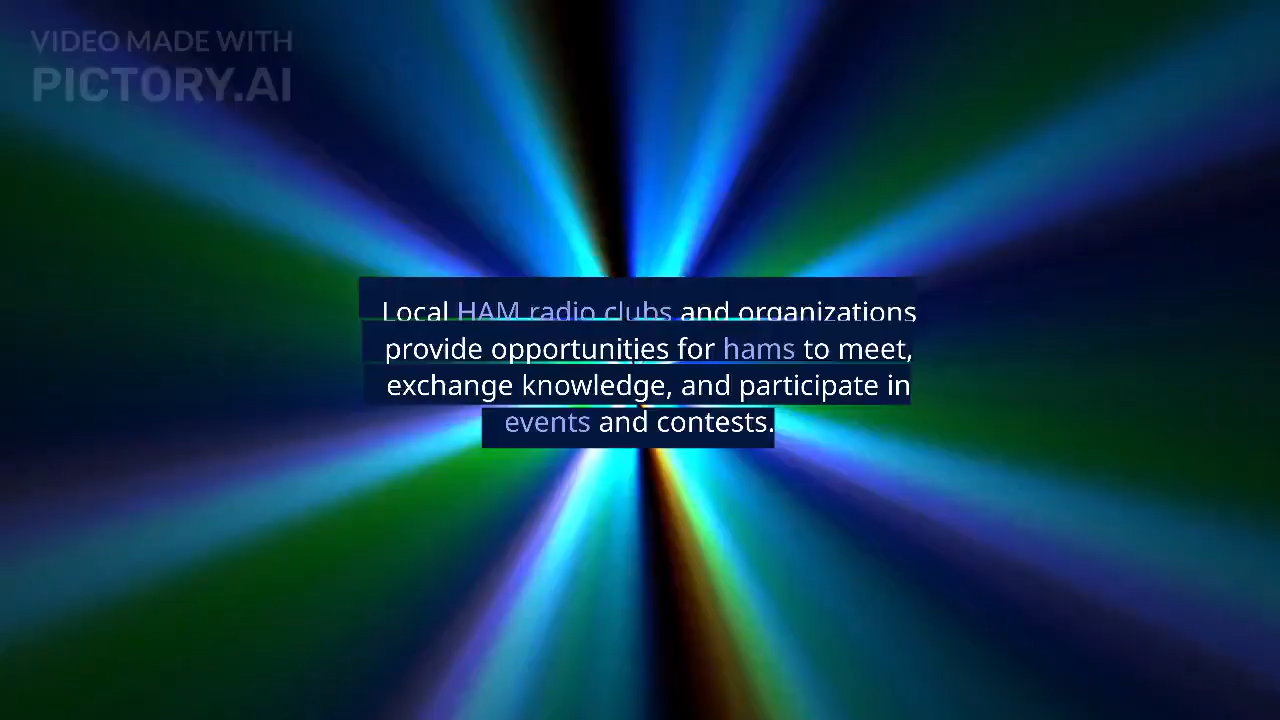 VIDEO MADE WITH
PICTORY.AI
Local HAM radio clubs and organizations
provide opportunities for hams to meet,
exchange knowledge, and participate in
events and contests.